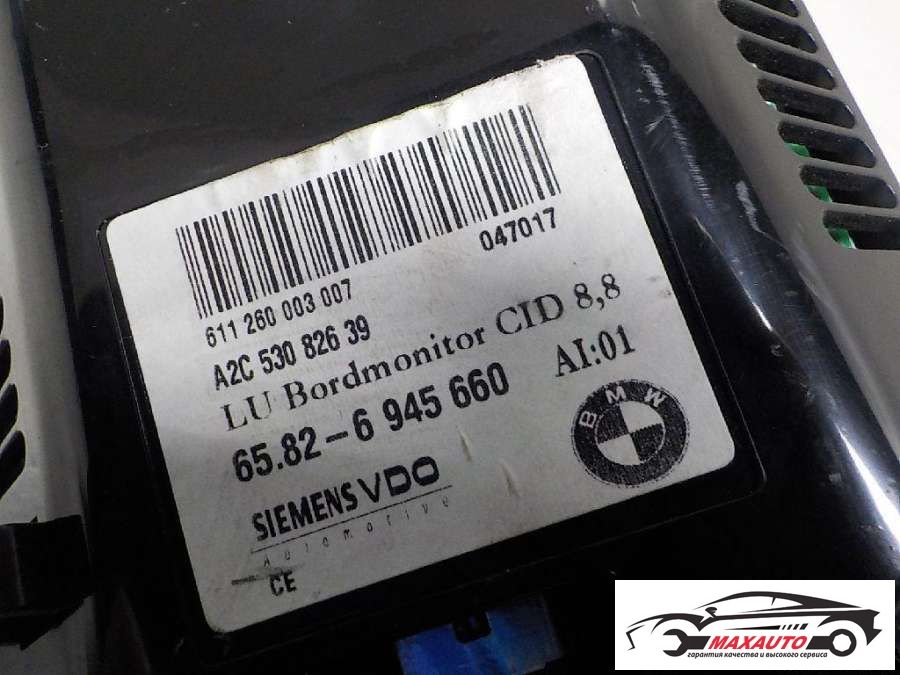 047017
611 260 003 007
A2C 530 826 39
LU Bordmonitor CID 8,8
65.82-6 945 660 AI:01
BMW
SIEMENS VDO
Automotive
CE
MAXAUTO
гарантия качества и высокого сервиса